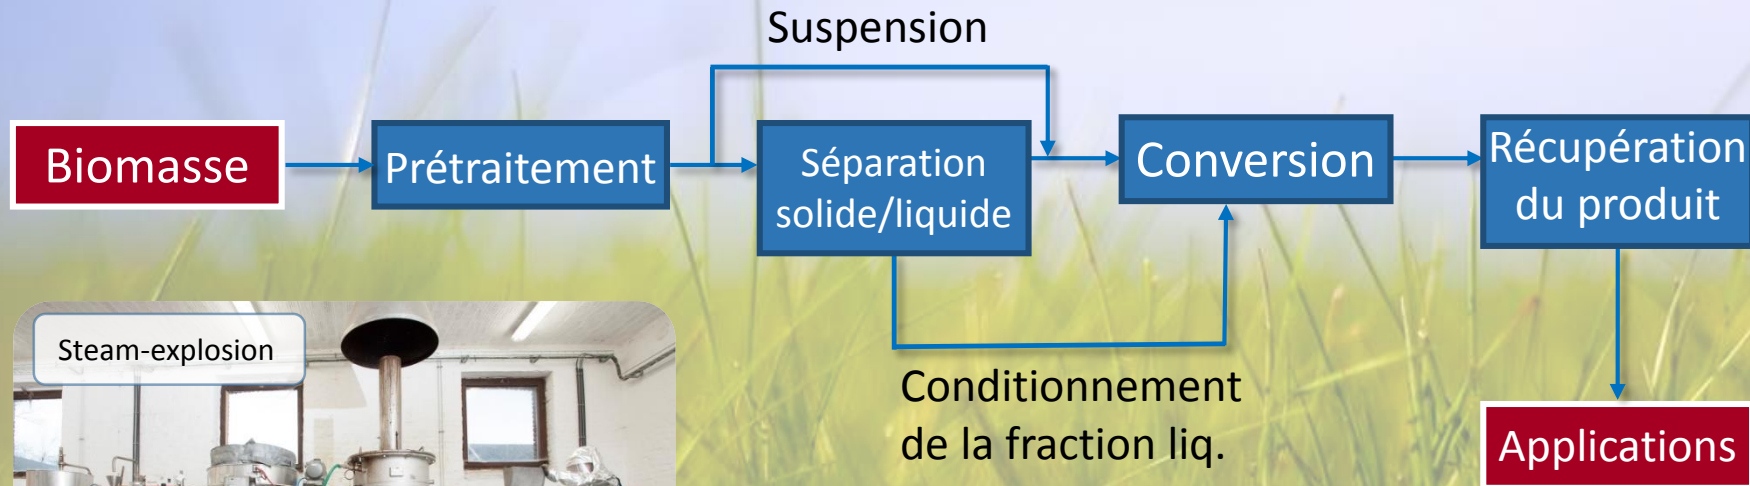 Suspension
Biomasse
Prétraitement
Séparation
solide/liquide
Conversion
Récupération
du produit
Steam-explosion
Conditionnement
de la fraction liq.
Applications